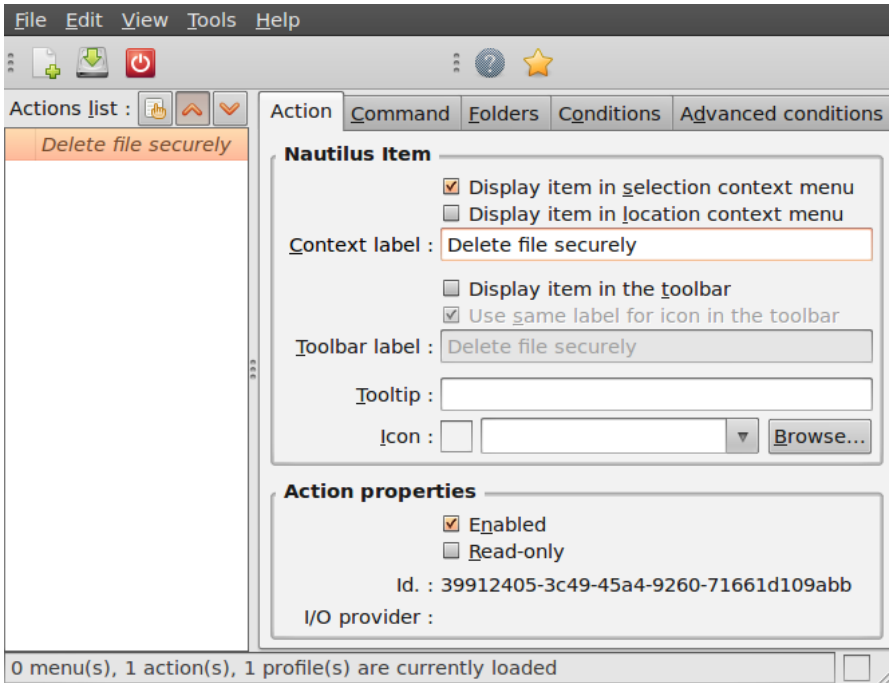 File Edit View Tools Help
Actions list :
Action Command Folders Conditions Advanced conditions
Delete file securely
Nautilus Item
Display item in selection context menu
Display item in location context menu
Context label : Delete file securely
Display item in the toolbar
Use same label for icon in the toolbar
Toolbar label : Delete file securely
Tooltip :
Icon : Browse...
Action properties
Enabled
Read-only
Id. : 39912405-3c49-45a4-9260-71661d109abb
I/O provider :
0 menu(s), 1 action(s), 1 profile(s) are currently loaded